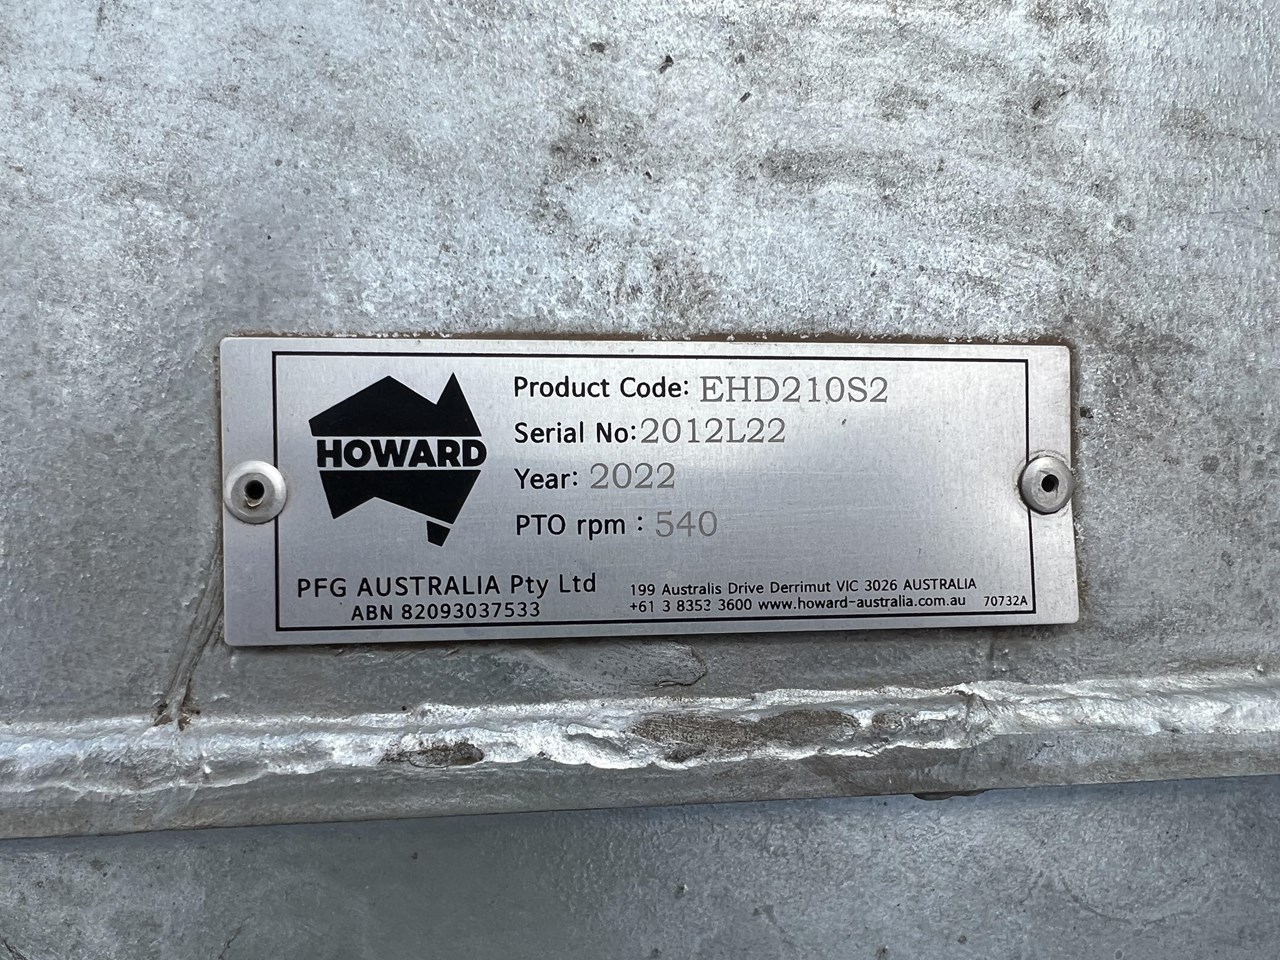 HOWARD
Product Code: EHD210S2
Serial No: 2012L22
Year: 2022
PTO rpm : 540
PFG AUSTRALIA Pty Ltd
ABN 82093037533
199 Australis Drive Derrimut VIC 3026 AUSTRALIA
+61 3 8353 3600 www.howard-australia.com.au 70732A